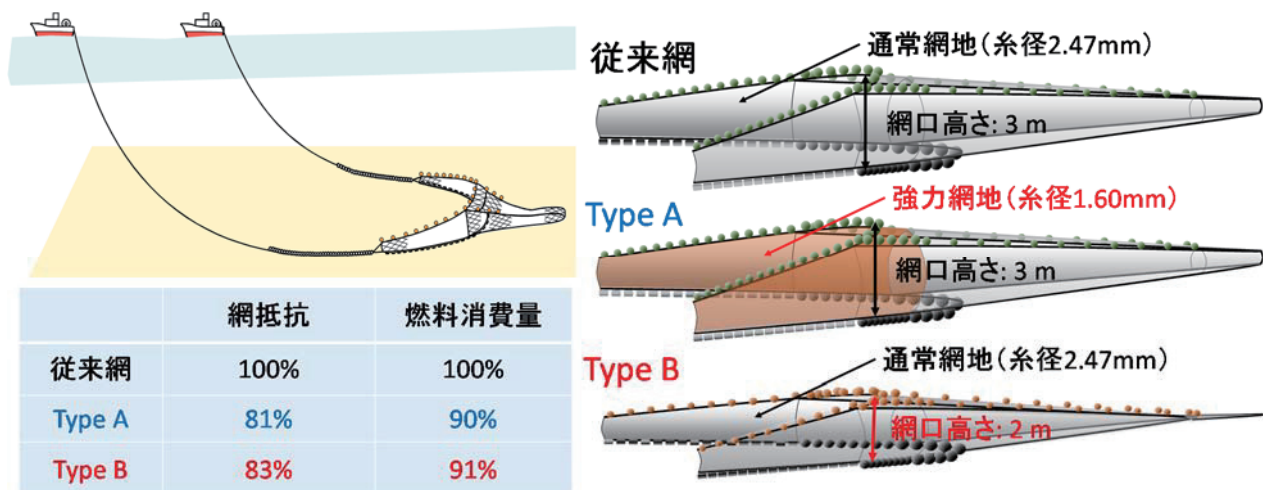 網抵抗 燃料消費量
従来網 100% 100%
Type A 81% 90%
Type B 83% 91%
従来網
通常網地(糸径2.47mm)
網口高さ: 3 m
Type A
強力網地(糸径1.60mm)
網口高さ: 3 m
Type B
通常網地(糸径2.47mm)
網口高さ: 2 m